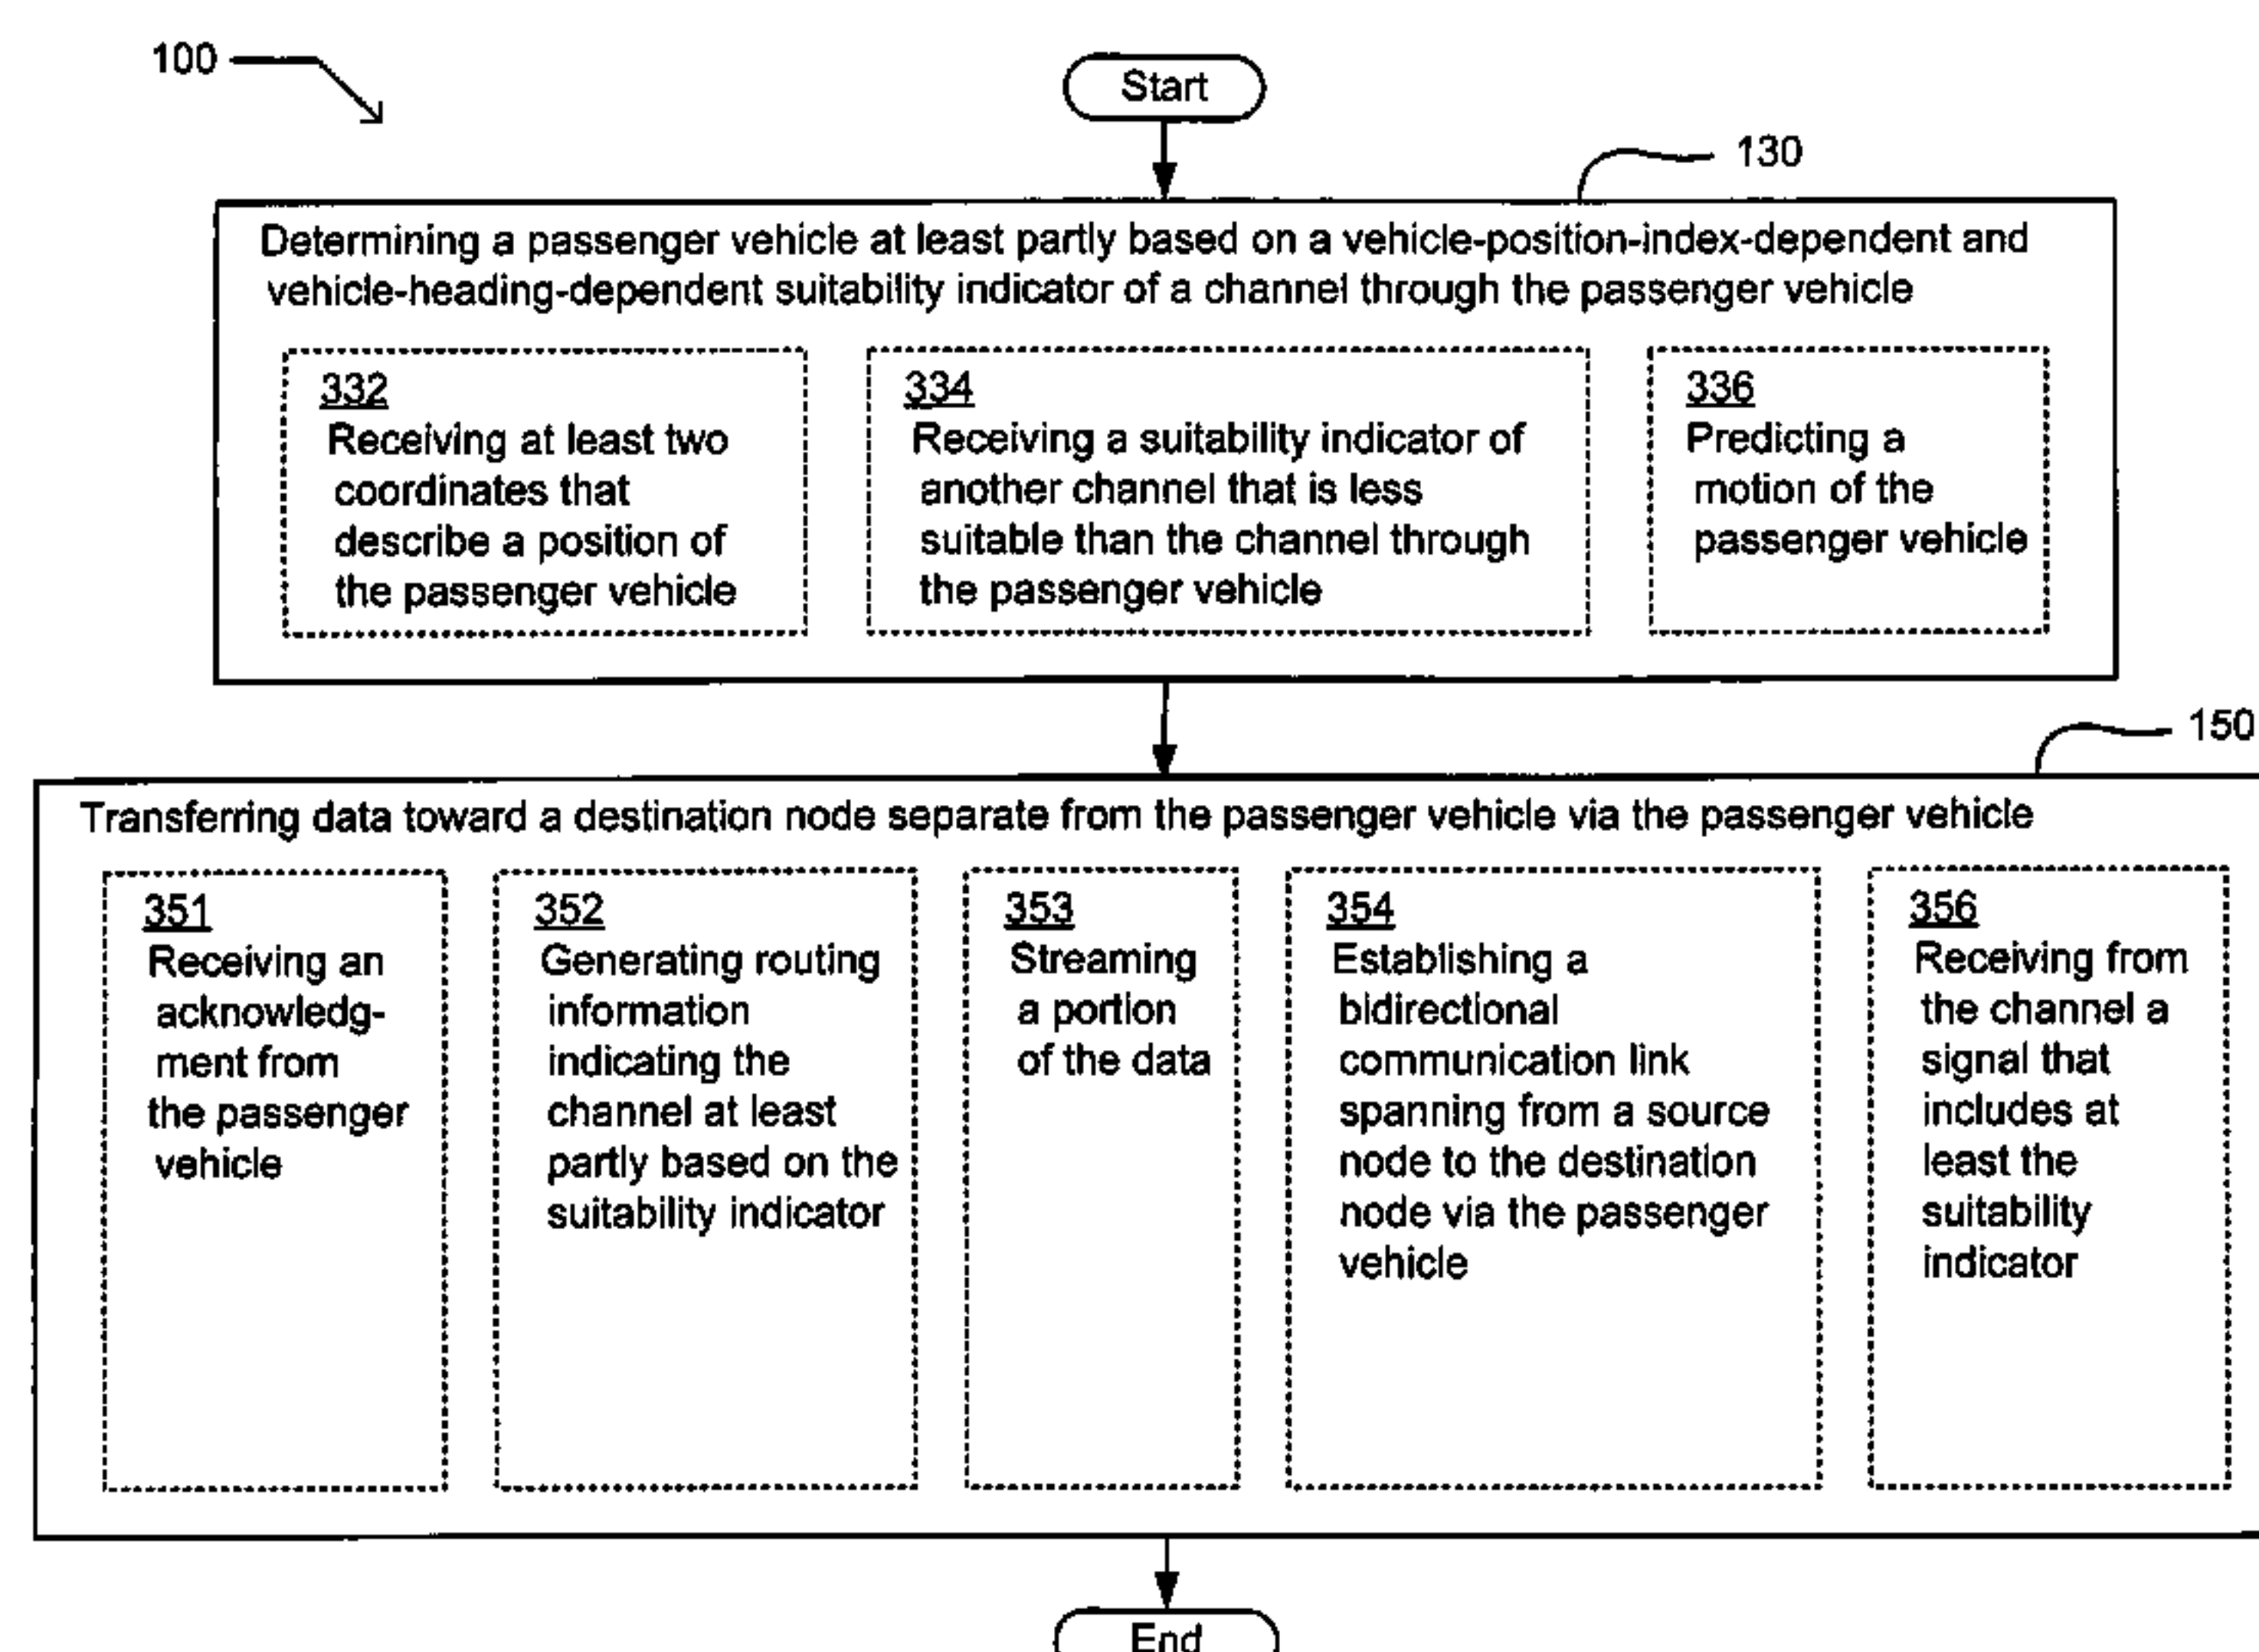 100
Start
130
Determining a passenger vehicle at least partly based on a vehicle-position-index-dependent and
vehicle-heading-dependent suitability indicator of a channel through the passenger vehicle
332
Receiving at least two
coordinates that
describe a position of
the passenger vehicle
334
Receiving a suitability indicator of
another channel that is less
suitable than the channel through
the passenger vehicle
336
Predicting a
motion of the
passenger vehicle
150
Transferring data toward a destination node separate from the passenger vehicle via the passenger vehicle
351
Receiving an
acknowledg-
ment from
the passenger
vehicle
352
Generating routing
information
indicating the
channel at least
partly based on the
suitability indicator
353
Streaming
a portion
of the data
354
Establishing a
bidirectional
communication link
spanning from a source
node to the destination
node via the passenger
vehicle
356
Receiving from
the channel a
signal that
includes at
least the
suitability
indicator
End